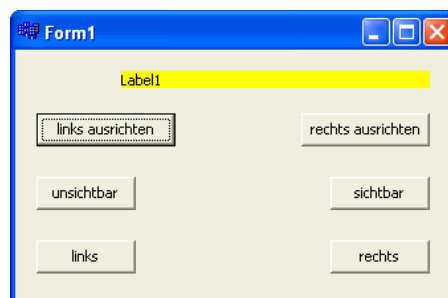 Form1
Label1
links ausrichten
rechts ausrichten
unsichtbar
sichtbar
links
rechts